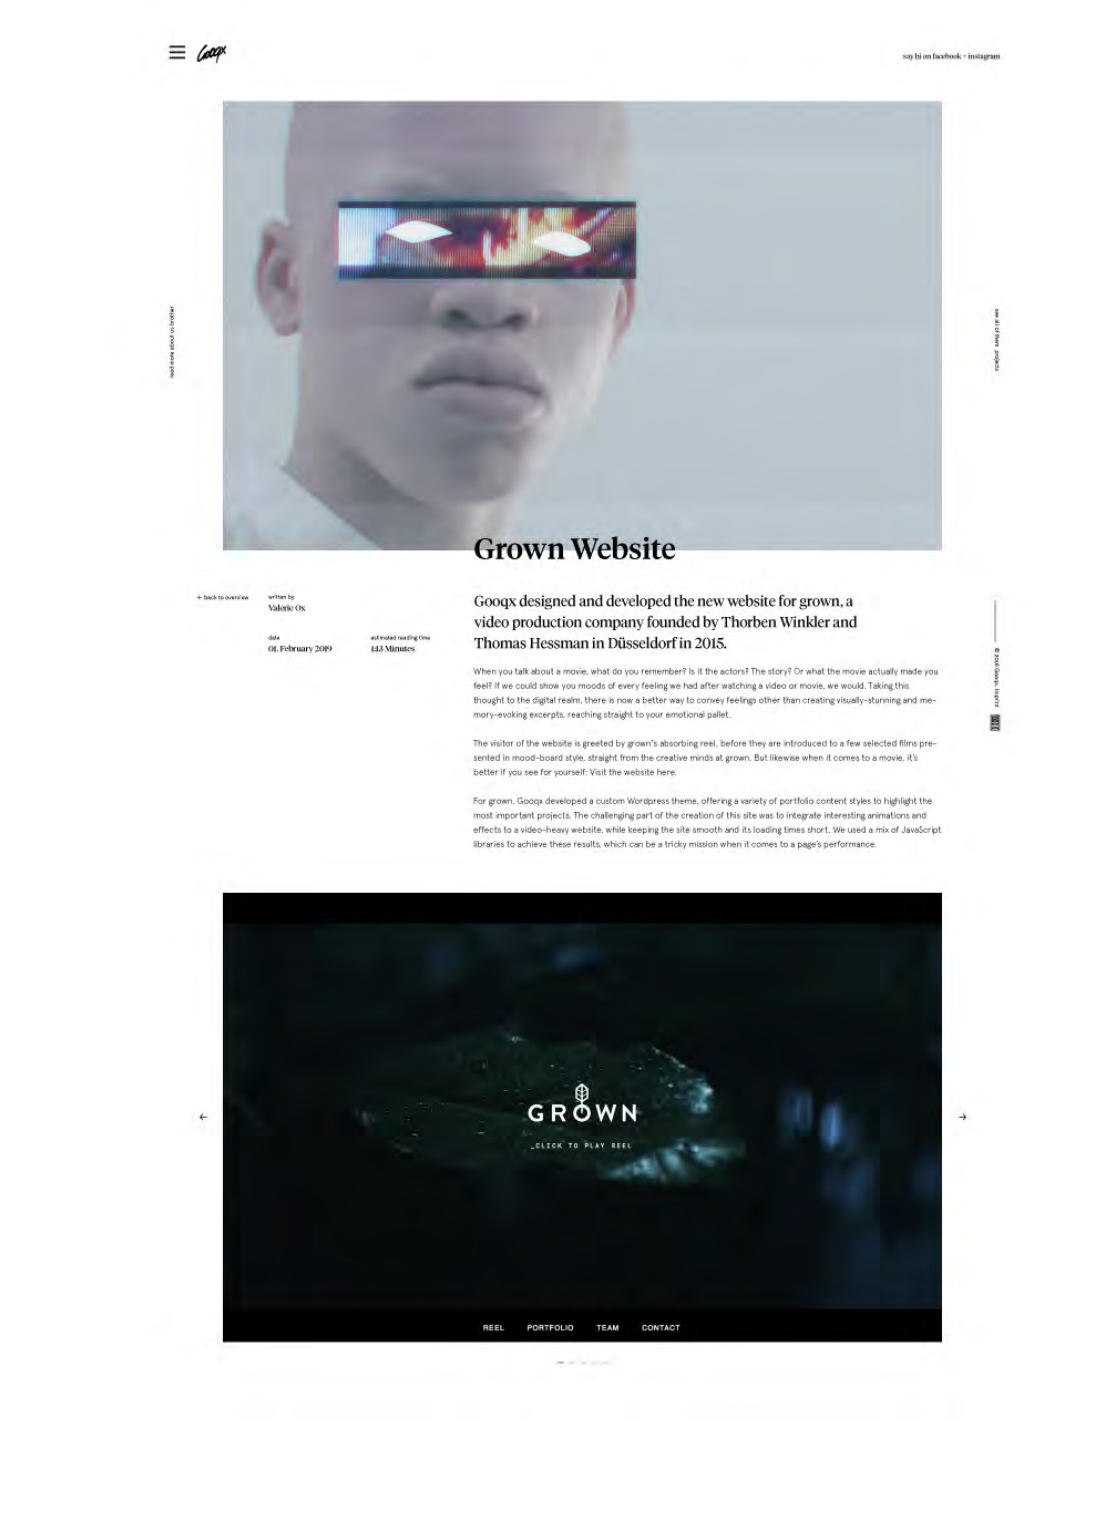 Gooqx
say hi on facebook + instagram
read more about us brother
see all of them projects
Grown Website
← back to overview
written by
Valerie Ox
date
01. February 2019
estimated reading time
1:13 Minutes
Gooqx designed and developed the new website for grown, a
video production company founded by Thorben Winkler and
Thomas Hessman in Düsseldorf in 2015.
When you talk about a movie, what do you remember? Is it the actors? The story? Or what the movie actually made you
feel? If we could show you moods of every feeling we had after watching a video or movie, we would. Taking this
thought to the digital realm, there is now a better way to convey feelings other than creating visually-stunning and me-
mory-evoking excerpts, reaching straight to your emotional pallet.
The visitor of the website is greeted by grown's absorbing reel, before they are introduced to a few selected films pre-
sented in mood-board style, straight from the creative minds at grown. But likewise when it comes to a movie, it's
better if you see for yourself: Visit the website here.
For grown, Gooqx developed a custom Wordpress theme, offering a variety of portfolio content styles to highlight the
most important projects. The challenging part of the creation of this site was to integrate interesting animations and
effects to a video-heavy website, while keeping the site smooth and its loading times short. We used a mix of JavaScript
libraries to achieve these results, which can be a tricky mission when it comes to a page's performance.
© 2016 Gooqx. Imprint
GROWN
_CLICK TO PLAY REEL
REEL PORTFOLIO TEAM CONTACT